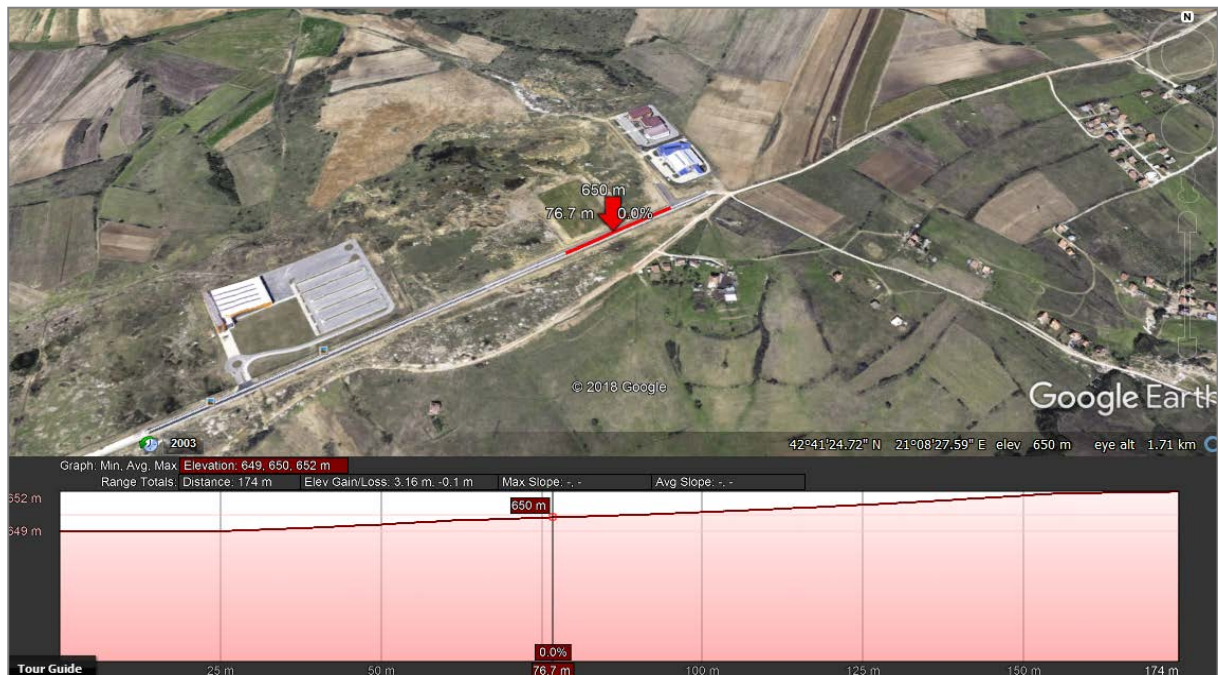 N
650 m
76.7 m 0.0%
© 2018 Google
Google Earth
2003
42°41'24.72" N 21°08'27.59" E elev 650 m eye alt 1.71 km
Graph: Min, Avg, Max Elevation: 649, 650, 652 m
Range Totals: Distance: 174 m Elev Gain/Loss: 3.16 m, -0.1 m Max Slope: -, - Avg Slope: -, -
652 m
650 m
649 m
0.0%
Tour Guide 25 m 50 m 76.7 m 100 m 125 m 150 m 174 m